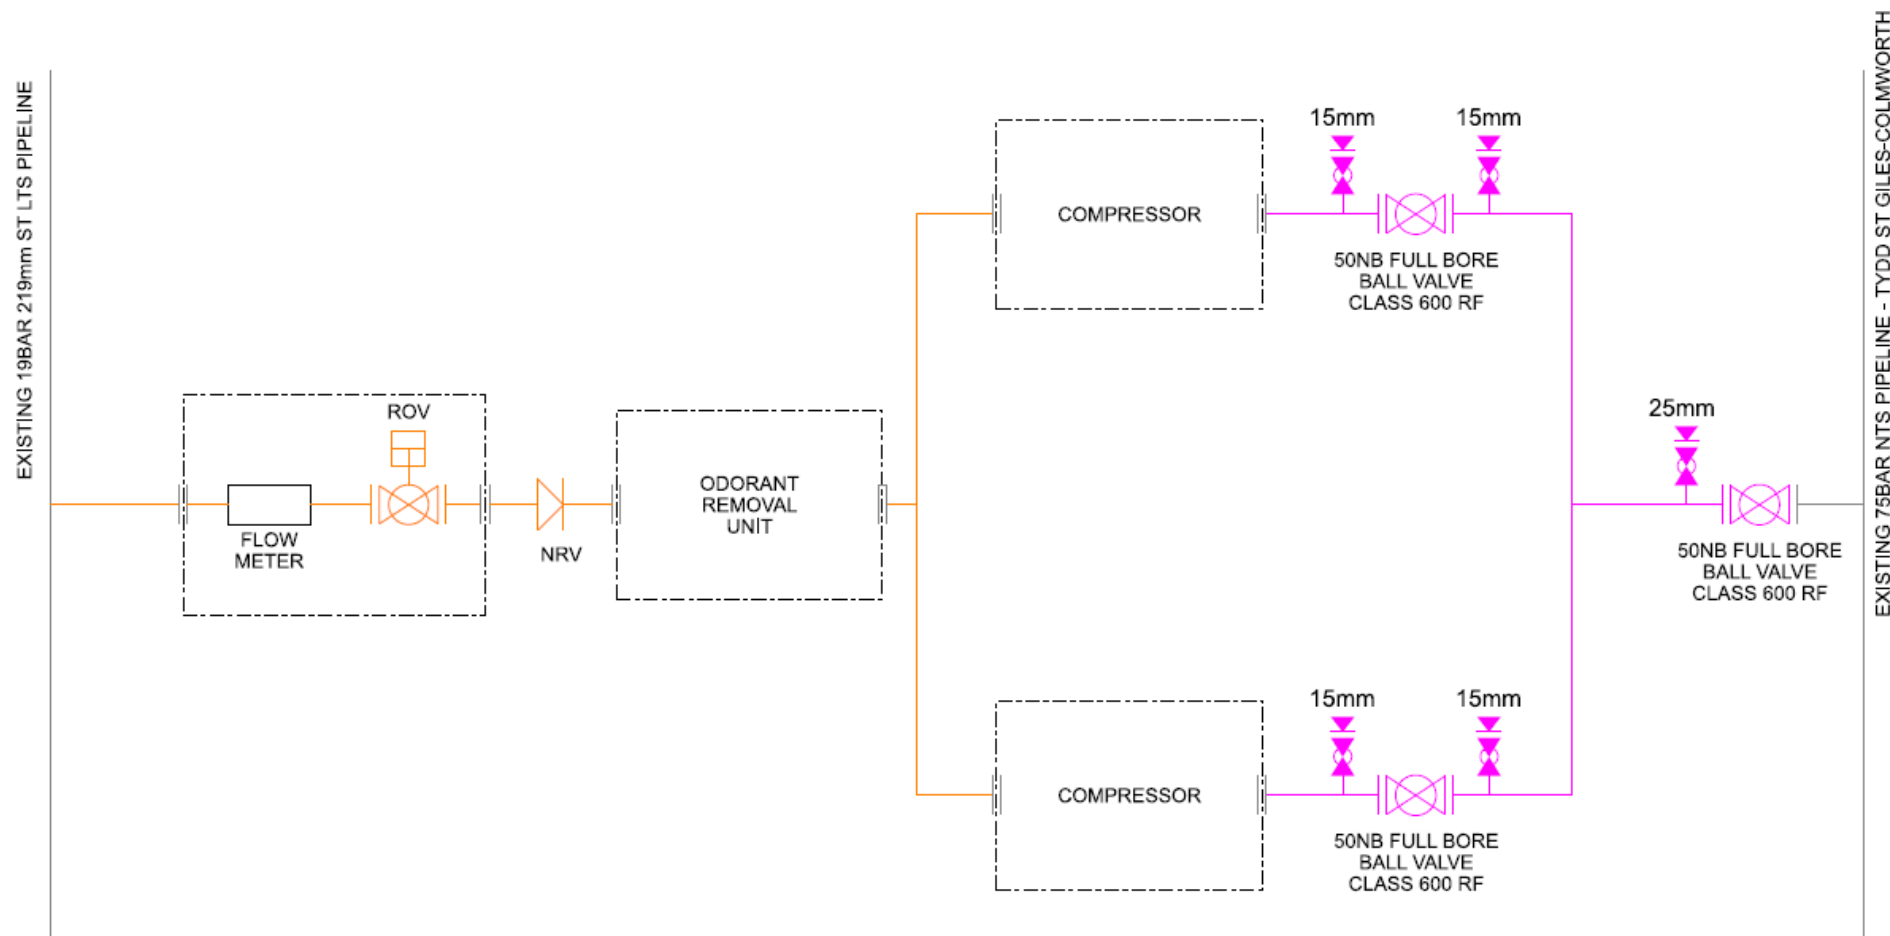 EXISTING 19BAR 219mm ST LTS PIPELINE
ROV
FLOW
METER
NRV
ODORANT
REMOVAL
UNIT
COMPRESSOR
15mm
15mm
50NB FULL BORE
BALL VALVE
CLASS 600 RF
COMPRESSOR
15mm
15mm
50NB FULL BORE
BALL VALVE
CLASS 600 RF
25mm
50NB FULL BORE
BALL VALVE
CLASS 600 RF
EXISTING 75BAR NTS PIPELINE - TYDD ST GILES-COLMWORTH